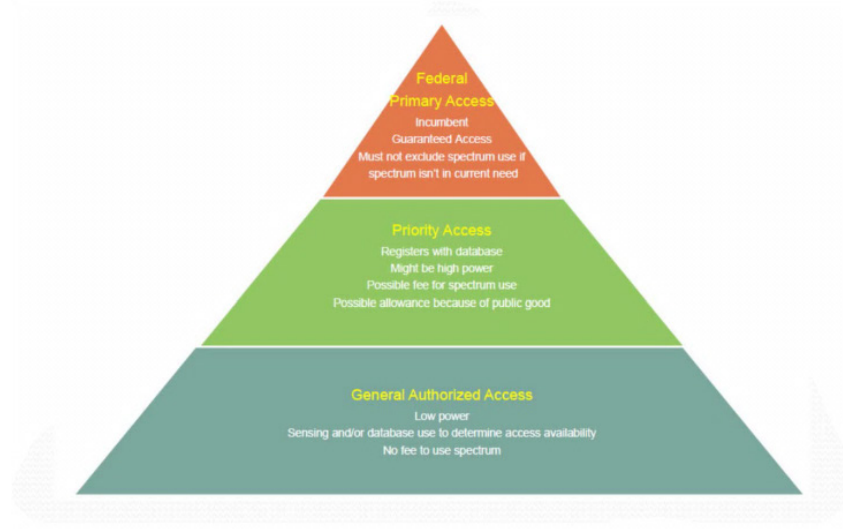 Federal
Primary Access
Incumbent
Guaranteed Access
Must not exclude spectrum use if
spectrum isn't in current need
Priority Access
Registers with database
Might be high power
Possible fee for spectrum use
Possible allowance because of public good
General Authorized Access
Low power
Sensing and/or database use to determine access availability
No fee to use spectrum